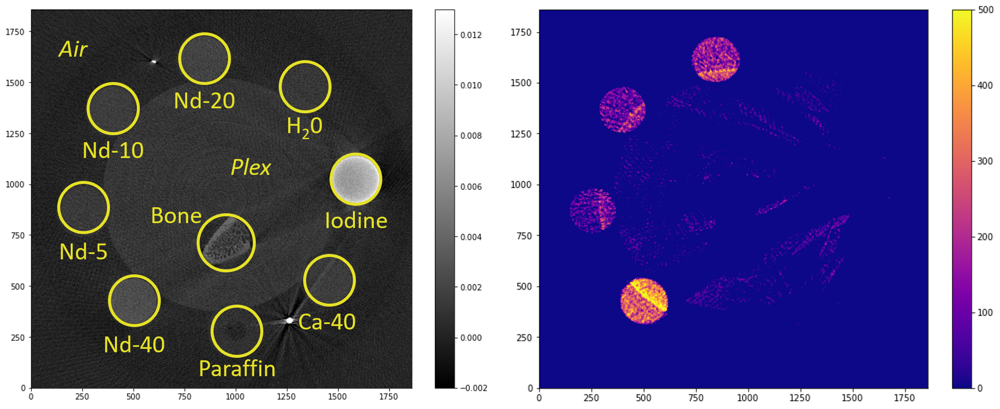 Air
Nd-20
H₂0
Nd-10
Plex
Bone
Iodine
Nd-5
Nd-40
Ca-40
Paraffin
1750
1500
1250
1000
750
500
250
0
0 250 500 750 1000 1250 1500 1750
0.012
0.010
0.008
0.006
0.004
0.002
0.000
−0.002
1750
1500
1250
1000
750
500
250
0
0 250 500 750 1000 1250 1500 1750
500
400
300
200
100
0